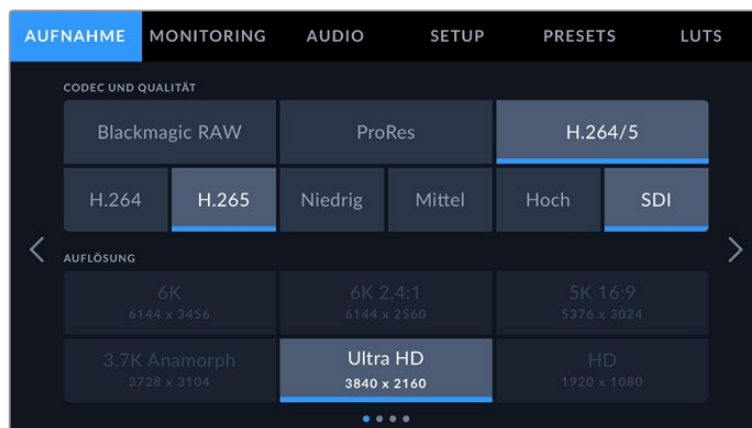 AUFNAHME MONITORING AUDIO SETUP PRESETS LUTS
CODEC UND QUALITÄT
Blackmagic RAW ProRes H.264/5
H.264 H.265 Niedrig Mittel Hoch SDI
AUFLÖSUNG
6K 6K 2,4:1 5K 16:9
6144 x 3456 6144 x 2560 5376 x 3024
3,7K Anamorph Ultra HD HD
3728 x 3104 3840 x 2160 1920 x 1080